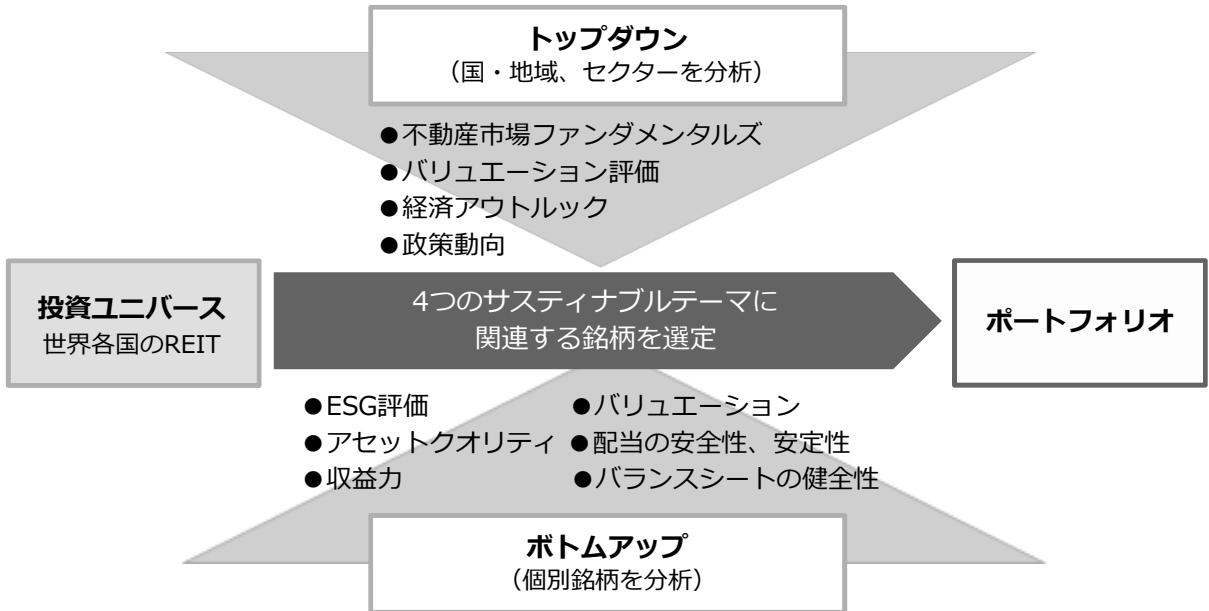 トップダウン
(国・地域、セクターを分析)
●不動産市場ファンダメンタルズ
●バリュエーション評価
●経済アウトルック
●政策動向
投資ユニバース
世界各国のREIT
4つのサスティナブルテーマに
関連する銘柄を選定
ポートフォリオ
●ESG評価
●アセットクオリティ
●収益力
●バリュエーション
●配当の安全性、安定性
●バランスシートの健全性
ボトムアップ
(個別銘柄を分析)